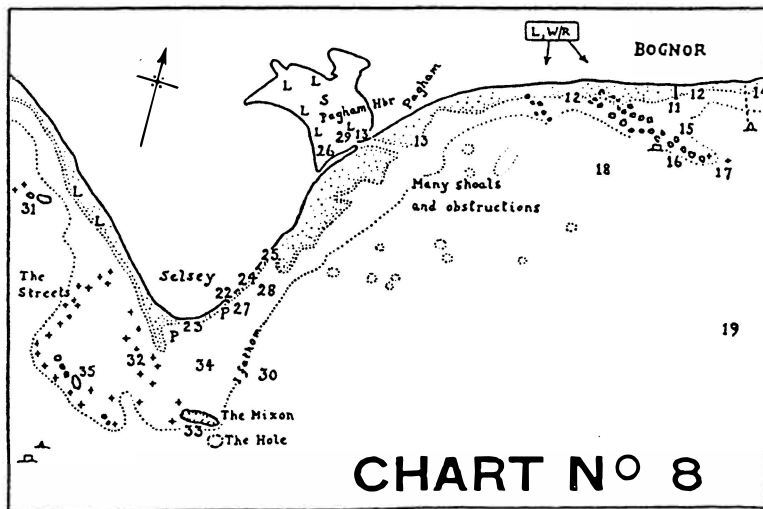 L, W/R
BOGNOR
L L
S
L
Pagham Hbr
L L
29 13
26
Pagham
13
12
11
12
14
15
16
17
18
Many shoals
and obstructions
31
L
L
The
Streets
Selsey
25
24
22
28
27
P
23
P
32
34
1 fathom
30
35
19
The Mixon
33
The Hole
CHART Nº 8